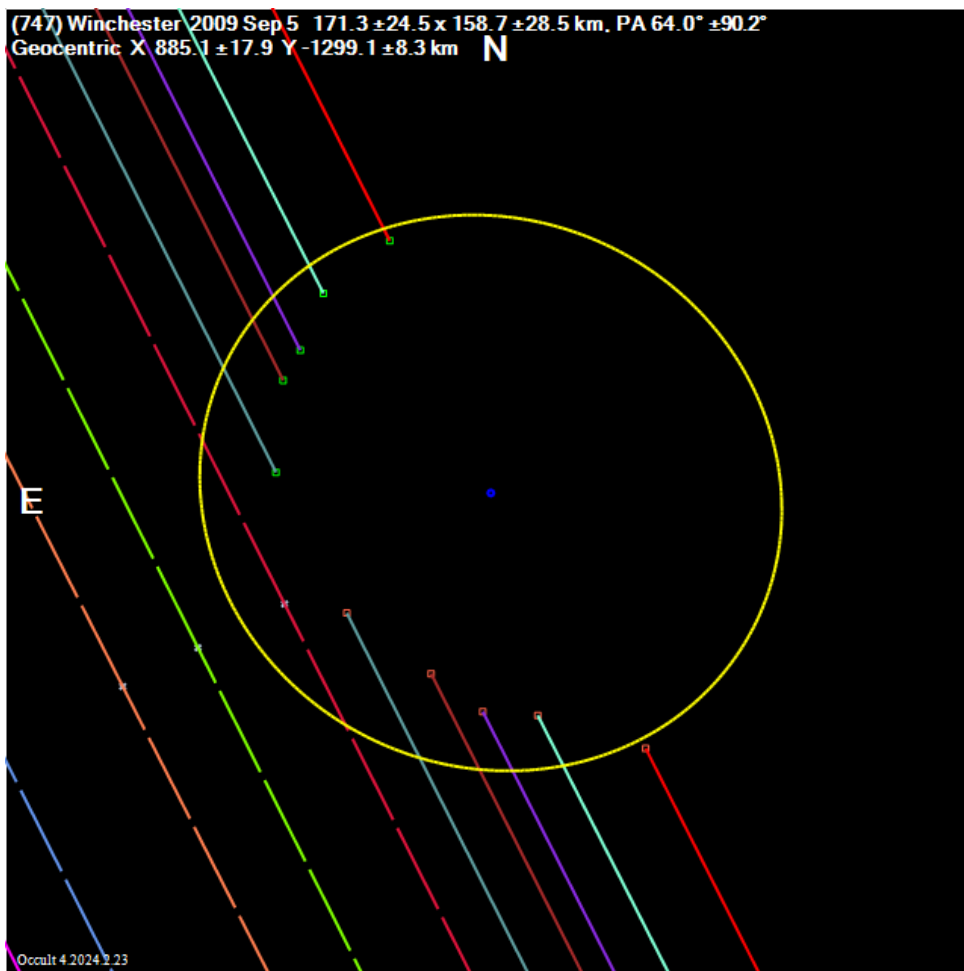 (747) Winchester 2009 Sep 5 171.3 ±24.5 x 158.7 ±28.5 km, PA 64.0° ±90.2°
Geocentric X 885.1 ±17.9 Y -1299.1 ±8.3 km
N
E
Occult 4.2024.2.23